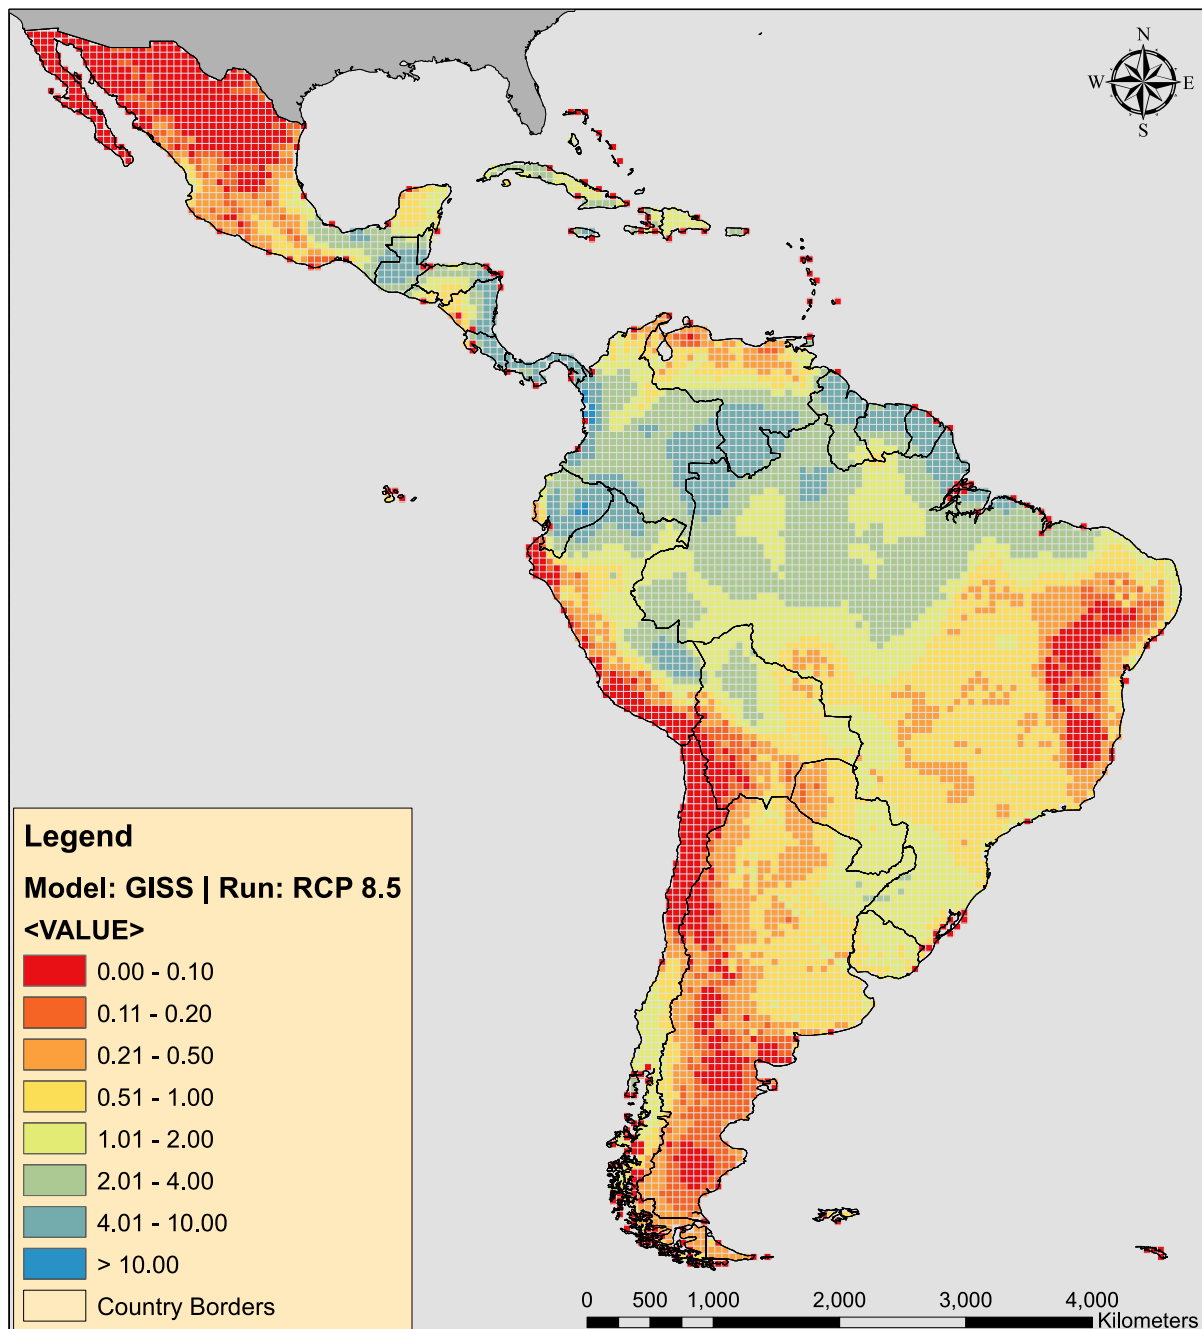 N
W E
S
Legend
Model: GISS | Run: RCP 8.5
<VALUE>
0.00 - 0.10
0.11 - 0.20
0.21 - 0.50
0.51 - 1.00
1.01 - 2.00
2.01 - 4.00
4.01 - 10.00
> 10.00
Country Borders
0 500 1,000 2,000 3,000 4,000
Kilometers